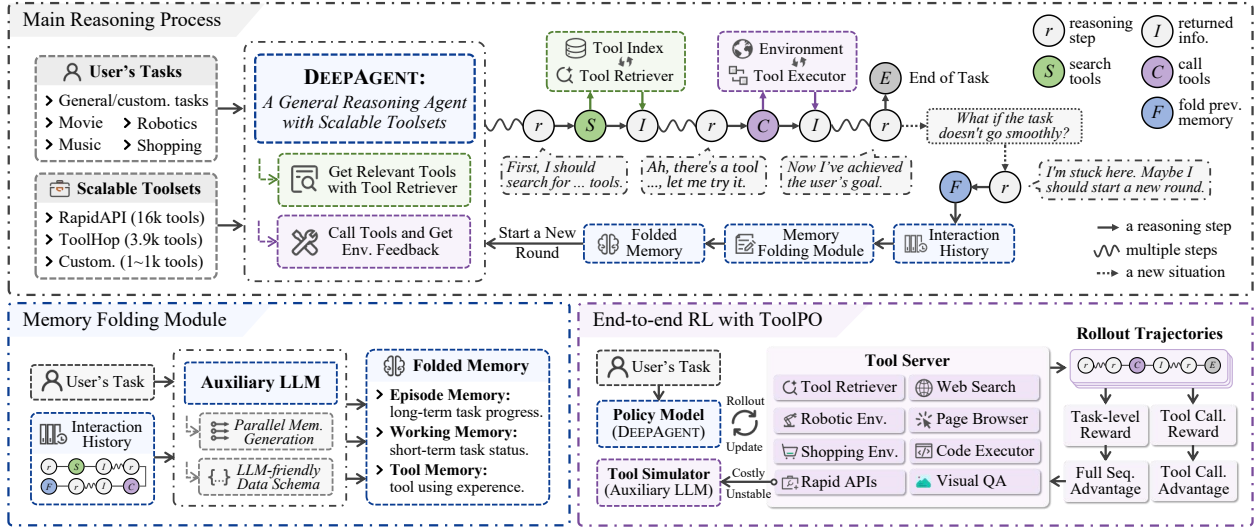 Main Reasoning Process
User's Tasks
General/custom. tasks
Movie
Robotics
Music
Shopping
Scalable Toolsets
RapidAPI (16k tools)
ToolHop (3.9k tools)
Custom. (1~1k tools)
DEEPAGENT:
A General Reasoning Agent
with Scalable Toolsets
Get Relevant Tools
with Tool Retriever
Call Tools and Get
Env. Feedback
Tool Index
Tool Retriever
Environment
Tool Executor
E
End of Task
r
S
I
r
C
I
r
First, I should
search for ... tools.
Ah, there's a tool
..., let me try it.
Now I've achieved
the user's goal.
What if the task
doesn't go smoothly?
F
r
I'm stuck here. Maybe I
should start a new round.
Start a New
Round
Folded
Memory
Memory
Folding Module
Interaction
History
r
reasoning
step
I
returned
info.
S
search
tools
C
call
tools
F
fold prev.
memory
a reasoning step
multiple steps
a new situation
Memory Folding Module
User's Task
Interaction
History
r
S
I
r
F
r
I
C
Auxiliary LLM
Parallel Mem.
Generation
{...}
LLM-friendly
Data Schema
Folded Memory
Episode Memory:
long-term task progress.
Working Memory:
short-term task status.
Tool Memory:
tool using experence.
End-to-end RL with ToolPO
User's Task
Policy Model
(DEEPAGENT)
Rollout
Update
Tool Simulator
(Auxiliary LLM)
Costly
Unstable
Tool Server
Tool Retriever
Web Search
Robotic Env.
Page Browser
Shopping Env.
Code Executor
Rapid APIs
Visual QA
Rollout Trajectories
r
r
C
I
r
E
Task-level
Reward
Tool Call.
Reward
Full Seq.
Advantage
Tool Call.
Advantage